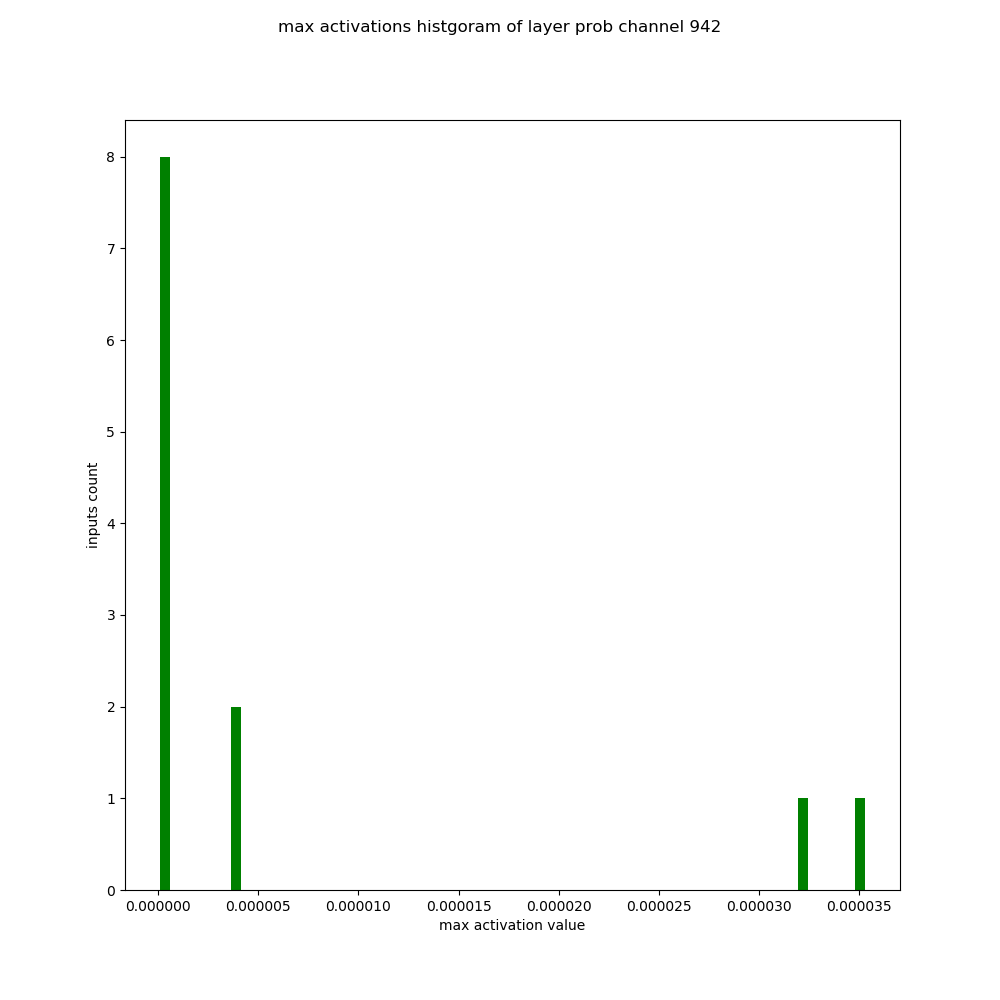 max activations histgoram of layer prob channel 942
8
7
6
5
4
3
2
1
0
inputs count
0.000000 0.000005 0.000010 0.000015 0.000020 0.000025 0.000030 0.000035
max activation value